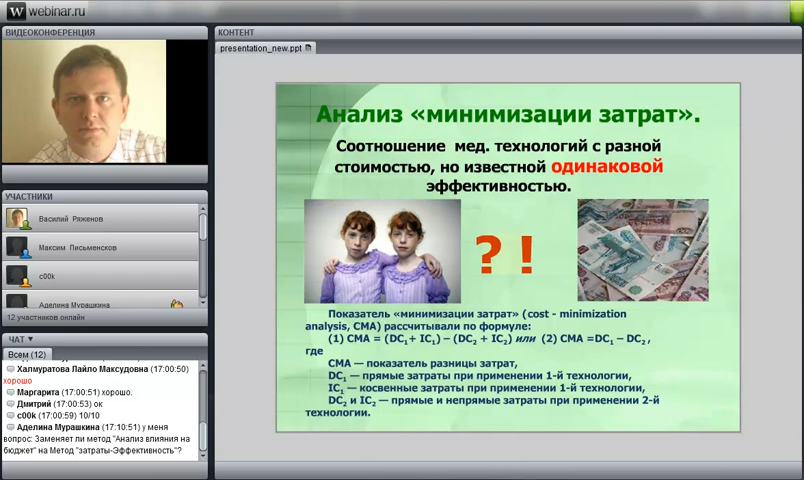 webinar.ru
ВИДЕОКОНФЕРЕНЦИЯ
УЧАСТНИКИ
Василий Ряженов
Максим Письменсков
c00k
Аделина Мурашкина
12 участников онлайн
ЧАТ
Всем (12)
Халмуратова Лайло Максудовна (17:00:50)
хорошо
Маргарита (17:00:51) хорошо.
Дмитрий (17:00:53) ок
c00k (17:00:59) 10/10
Аделина Мурашкина (17:10:51) у меня
вопрос: Заменяет ли метод "Анализ влияния на
бюджет" на Метод "затраты-Эффективность"?
КОНТЕНТ
presentation_new.ppt
Анализ «минимизации затрат».
Соотношение мед. технологий с разной
стоимостью, но известной одинаковой
эффективностью.
? !
Показатель «минимизации затрат» (cost - minimization
analysis, CMA) рассчитывали по формуле:
(1) CMA = (DC1+ IC1) – (DC2 + IC2) или (2) CMA =DC1 – DC2 ,
где
CMA — показатель разницы затрат,
DC1 — прямые затраты при применении 1-й технологии,
IC1 — косвенные затраты при применении 1-й технологии,
DC2 и IC2 — прямые и непрямые затраты при применении 2-й
технологии.